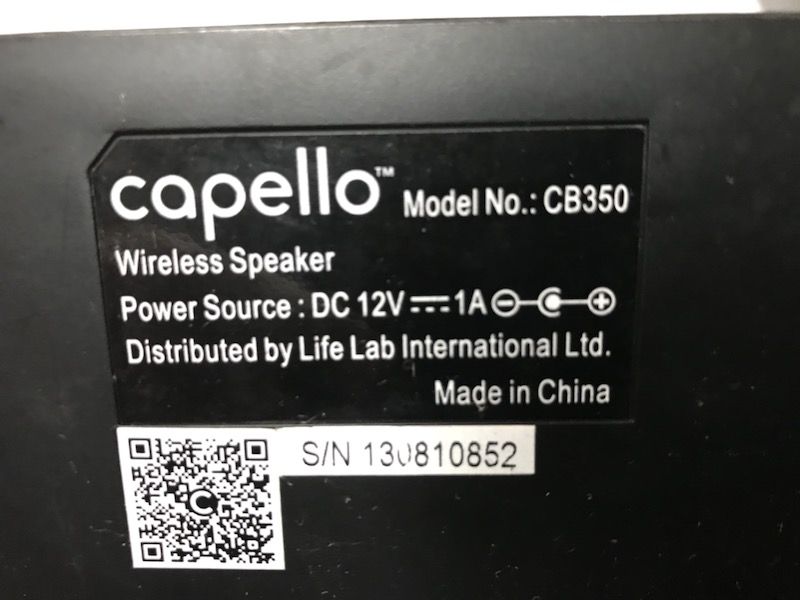 capello™ Model No.: CB350
Wireless Speaker
Power Source : DC 12V ⎓ 1A
Distributed by Life Lab International Ltd.
Made in China
S/N 130810852
C